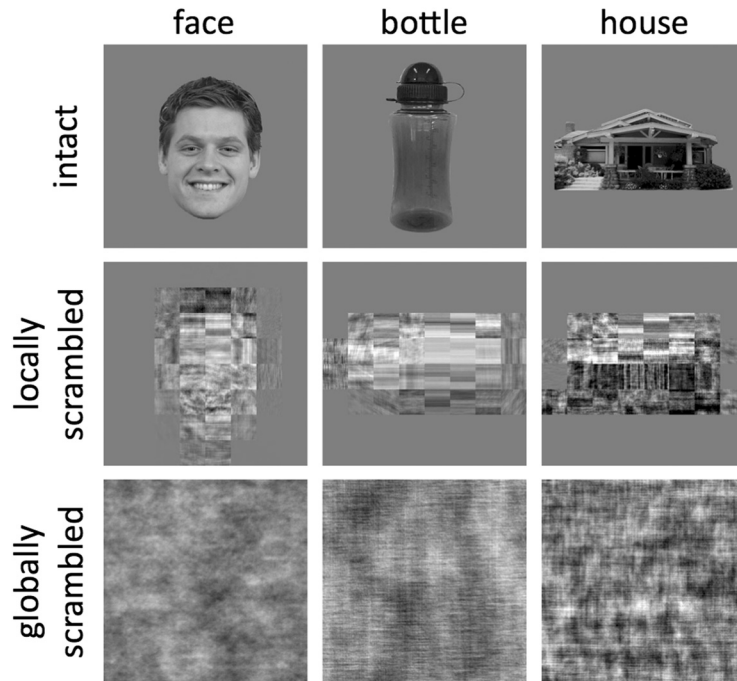 face bottle house
intact
locally
scrambled
globally
scrambled